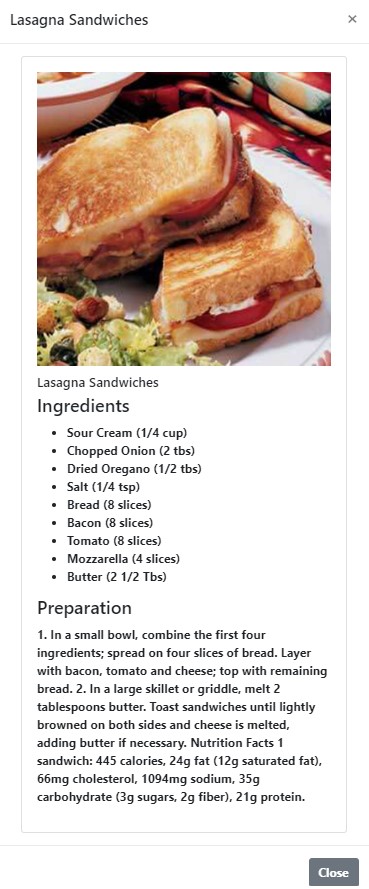 Lasagna Sandwiches
×
Lasagna Sandwiches
Ingredients
• Sour Cream (1/4 cup)
• Chopped Onion (2 tbs)
• Dried Oregano (1/2 tbs)
• Salt (1/4 tsp)
• Bread (8 slices)
• Bacon (8 slices)
• Tomato (8 slices)
• Mozzarella (4 slices)
• Butter (2 1/2 Tbs)
Preparation
1. In a small bowl, combine the first four
ingredients; spread on four slices of bread. Layer
with bacon, tomato and cheese; top with remaining
bread. 2. In a large skillet or griddle, melt 2
tablespoons butter. Toast sandwiches until lightly
browned on both sides and cheese is melted,
adding butter if necessary. Nutrition Facts 1
sandwich: 445 calories, 24g fat (12g saturated fat),
66mg cholesterol, 1094mg sodium, 35g
carbohydrate (3g sugars, 2g fiber), 21g protein.
Close